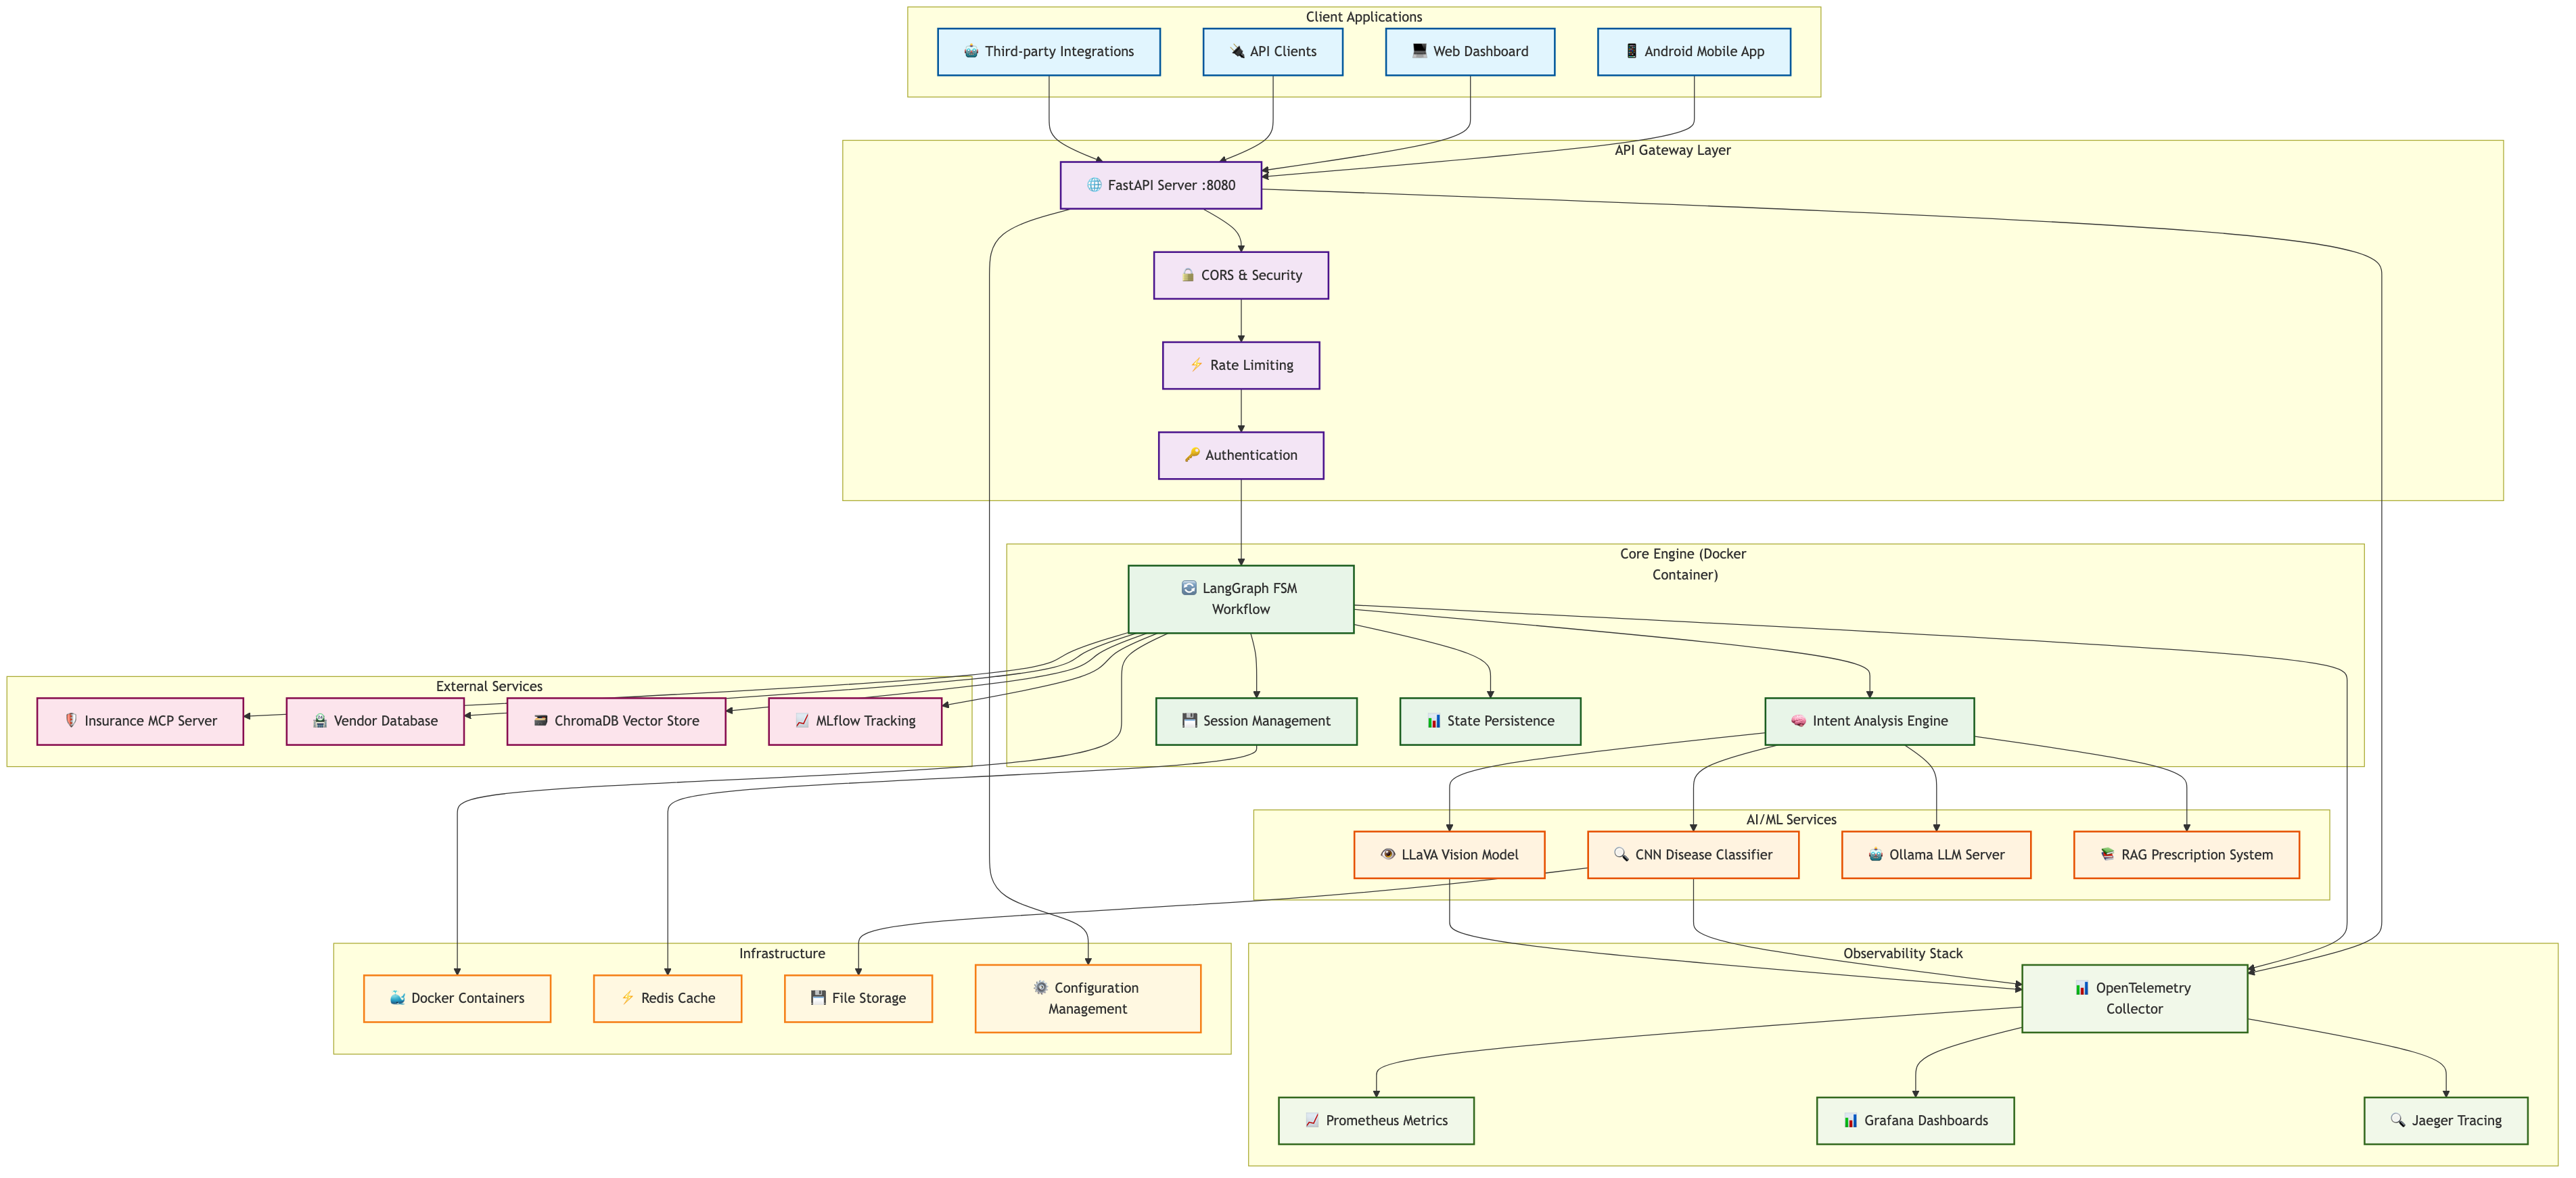 Client Applications
🤖 Third-party Integrations
🔌 API Clients
💻 Web Dashboard
📱 Android Mobile App
API Gateway Layer
🌐 FastAPI Server :8080
🔒 CORS & Security
⚡ Rate Limiting
🔑 Authentication
Core Engine (Docker
Container)
🔄 LangGraph FSM
Workflow
External Services
🛡️ Insurance MCP Server
🏪 Vendor Database
🗃️ ChromaDB Vector Store
📈 MLflow Tracking
💾 Session Management
📊 State Persistence
🧠 Intent Analysis Engine
AI/ML Services
👁️ LLaVA Vision Model
🔍 CNN Disease Classifier
🤖 Ollama LLM Server
📚 RAG Prescription System
Infrastructure
🐳 Docker Containers
⚡ Redis Cache
💾 File Storage
⚙️ Configuration
Management
Observability Stack
📊 OpenTelemetry
Collector
📈 Prometheus Metrics
📊 Grafana Dashboards
🔍 Jaeger Tracing